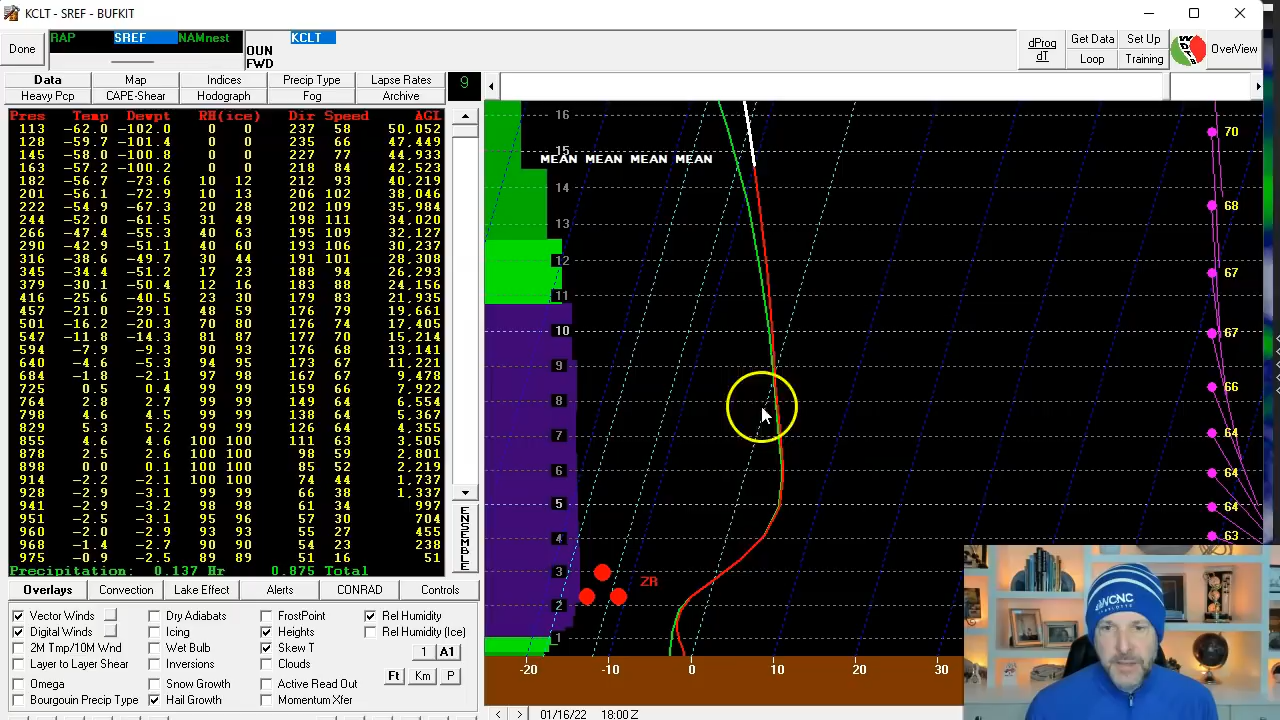 KCLT - SREF - BUFKIT
Done
RAP SREF NAMnest
OUN
FWD
KCLT
dProg
dT
Get Data Set Up
Loop Training
OverView
Data Map Indices Precip Type Lapse Rates
Heavy Pcp CAPE-Shear Hodograph Fog Archive
9
Pres Temp Dewpt RH(ice) Dir Speed AGL
113 -62.0 -102.0 0 0 237 58 50,052
128 -59.7 -101.4 0 0 235 66 47,449
145 -58.0 -100.8 0 0 227 77 44,933
163 -57.2 -100.2 0 0 218 84 42,523
182 -56.7 -73.6 10 12 212 93 40,219
201 -56.1 -72.9 10 13 206 102 38,046
222 -54.9 -67.3 20 28 202 109 35,984
244 -52.0 -61.5 31 49 198 111 34,020
266 -47.4 -55.3 40 63 195 109 32,127
290 -42.9 -51.1 40 60 193 106 30,237
316 -38.6 -49.7 30 44 191 101 28,308
345 -34.4 -51.2 17 23 188 94 26,293
379 -30.1 -50.4 12 16 183 88 24,156
416 -25.6 -40.5 23 30 179 83 21,935
457 -21.0 -29.1 48 59 176 79 19,661
501 -16.2 -20.3 70 80 176 74 17,405
547 -11.8 -14.3 81 87 177 70 15,214
594 -7.9 -9.3 90 93 176 68 13,141
640 -4.6 -5.3 94 95 173 67 11,221
684 -1.8 -2.1 97 98 167 67 9,478
725 0.5 0.4 99 99 159 66 7,922
764 2.8 2.7 99 99 149 64 6,554
798 4.6 4.5 99 99 138 64 5,367
829 5.3 5.2 99 99 126 64 4,355
855 4.6 4.6 100 100 111 63 3,505
878 2.5 2.6 100 100 98 59 2,801
898 0.0 0.1 100 100 85 52 2,219
914 -2.2 -2.1 100 100 74 44 1,737
928 -2.9 -3.1 99 99 66 38 1,337
941 -2.9 -3.2 98 98 61 34 997
951 -2.5 -3.1 95 96 57 30 704
960 -2.0 -2.9 93 93 55 27 455
968 -1.4 -2.7 90 90 54 23 238
975 -0.9 -2.5 89 89 51 16 51
Precipitation: 0.137 Hr 0.875 Total
ENSEMBLE
Overlays Convection Lake Effect Alerts CONRAD Controls
Vector Winds Dry Adiabats FrostPoint Rel Humidity
Digital Winds Icing Heights Rel Humidity (Ice)
2M Tmp/10M Wnd Wet Bulb Skew T 1 A1
Layer to Layer Shear Inversions Clouds
Omega Snow Growth Active Read Out Ft Km P
Bourgouin Precip Type Hail Growth Momentum Xfer
MEAN MEAN MEAN MEAN
16
15
14
13
12
11
10
9
8
7
6
5
4
3
2
1
ZR
70
68
67
67
66
64
64
64
63
-20 -10 0 10 20 30
01/16/22 18:00Z